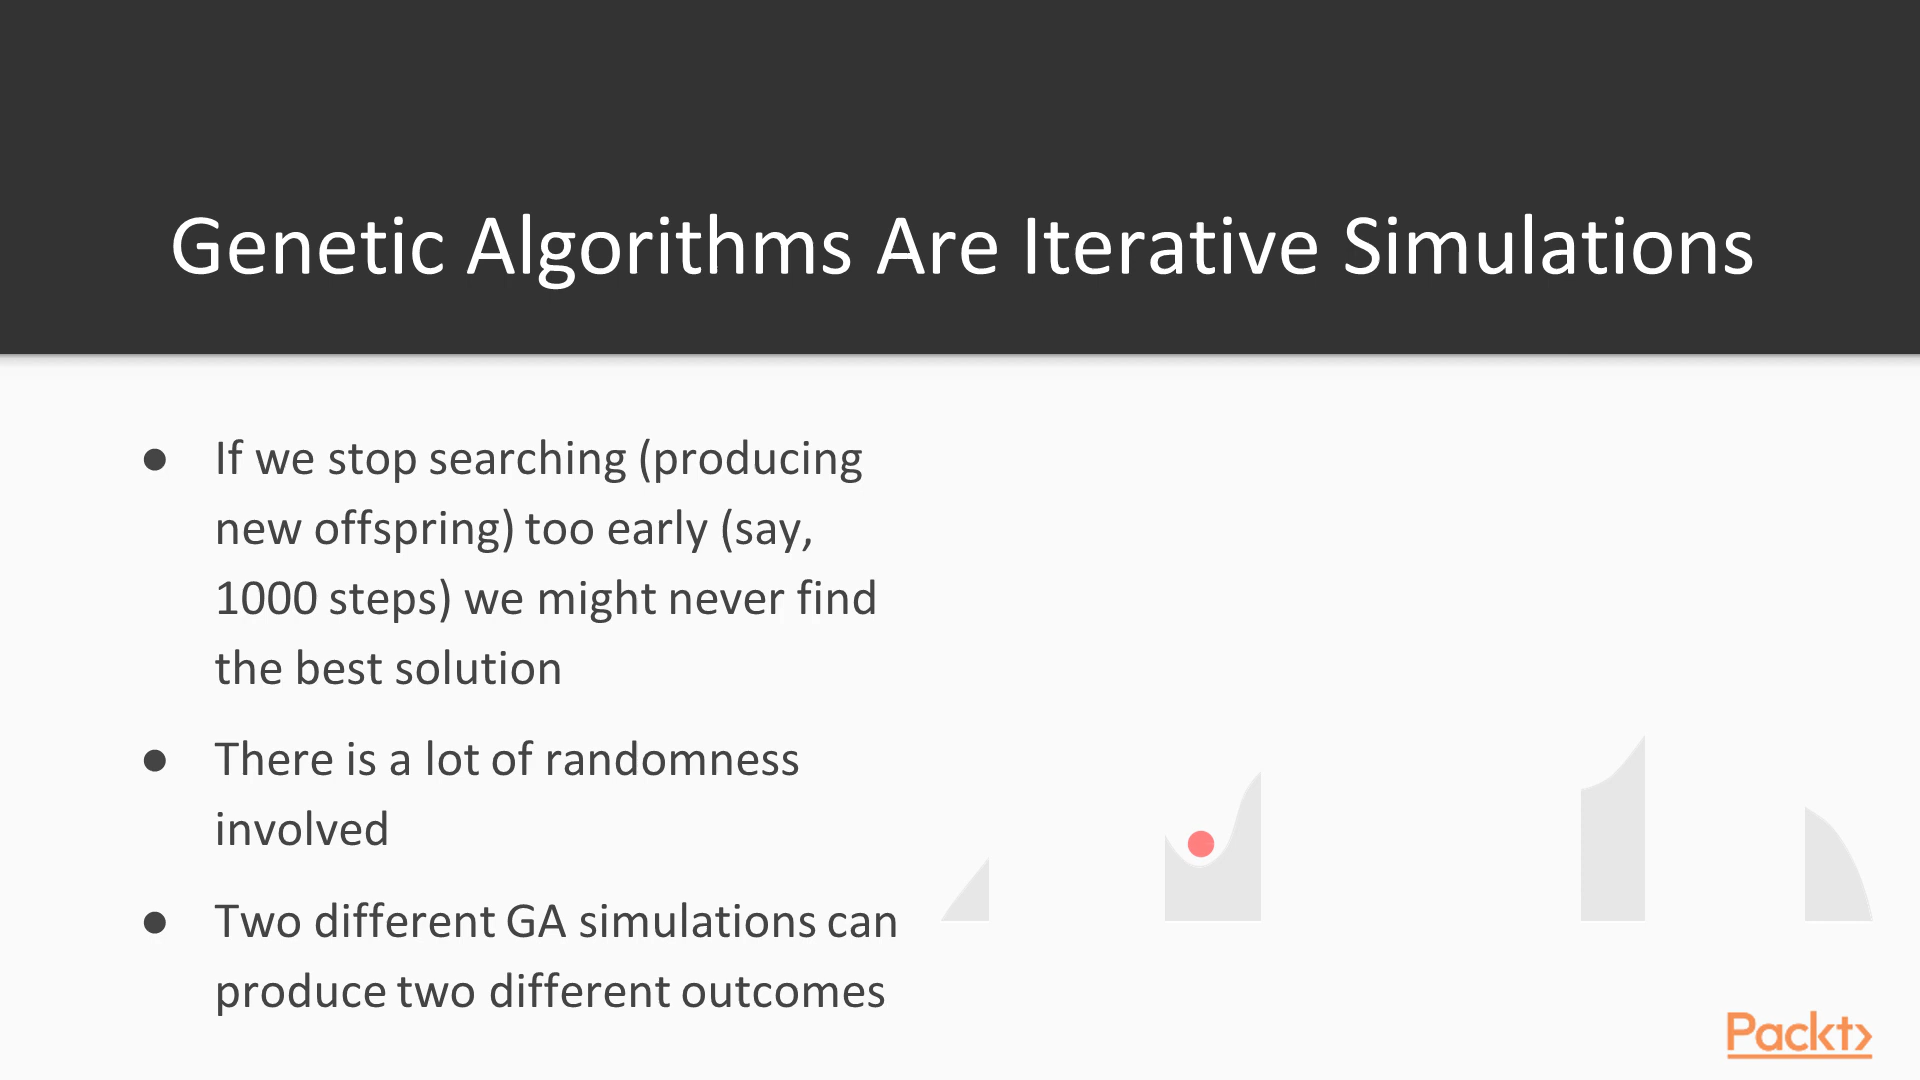 Genetic Algorithms Are Iterative Simulations
● If we stop searching (producing
new offspring) too early (say,
1000 steps) we might never find
the best solution
● There is a lot of randomness
involved
● Two different GA simulations can
produce two different outcomes
Packt>